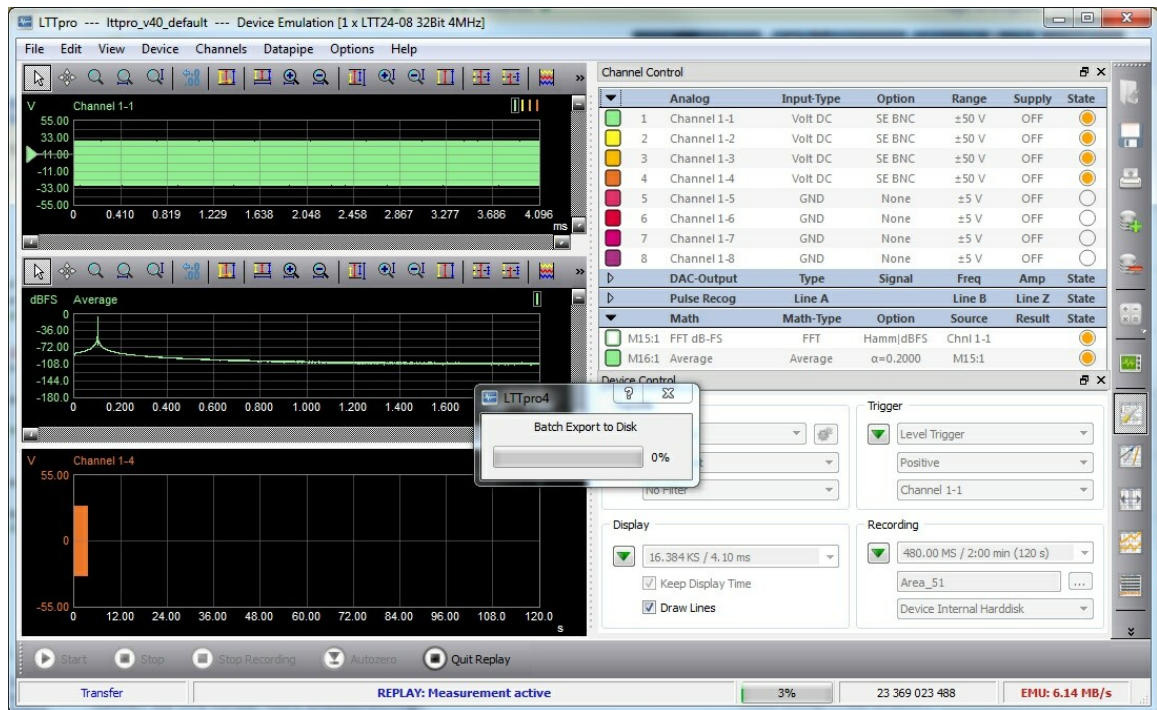 LTTpro --- lttpro_v40_default --- Device Emulation [1 x LTT24-08 32Bit 4MHz]
File Edit View Device Channels Datapipe Options Help
V Channel 1-1
55.00
33.00
11.00
-11.00
-33.00
-55.00
0 0.410 0.819 1.229 1.638 2.048 2.458 2.867 3.277 3.686 4.096
ms
dBFS Average
0
-36.00
-72.00
-108.0
-144.0
-180.0
0 0.200 0.400 0.600 0.800 1.000 1.200 1.400 1.600
V Channel 1-4
55.00
0
-55.00
0 12.00 24.00 36.00 48.00 60.00 72.00 84.00 96.00 108.0 120.0
s
Channel Control
Analog Input-Type Option Range Supply State
1 Channel 1-1 Volt DC SE BNC ±50 V OFF
2 Channel 1-2 Volt DC SE BNC ±50 V OFF
3 Channel 1-3 Volt DC SE BNC ±50 V OFF
4 Channel 1-4 Volt DC SE BNC ±50 V OFF
5 Channel 1-5 GND None ±5 V OFF
6 Channel 1-6 GND None ±5 V OFF
7 Channel 1-7 GND None ±5 V OFF
8 Channel 1-8 GND None ±5 V OFF
DAC-Output Type Signal Freq Amp State
Pulse Recog Line A Line B Line Z State
Math Math-Type Option Source Result State
M15:1 FFT dB-FS FFT Hamm|dBFS Chnl 1-1
M16:1 Average Average α=0.2000 M15:1
Device Control
LTTpro4
Batch Export to Disk
0%
No Filter
Trigger
Level Trigger
Positive
Channel 1-1
Display
16.384 KS / 4.10 ms
Keep Display Time
Draw Lines
Recording
480.00 MS / 2:00 min (120 s)
Area_51
...
Device Internal Harddisk
Start Stop Stop Recording Autozero Quit Replay
Transfer REPLAY: Measurement active 3% 23 369 023 488 EMU: 6.14 MB/s